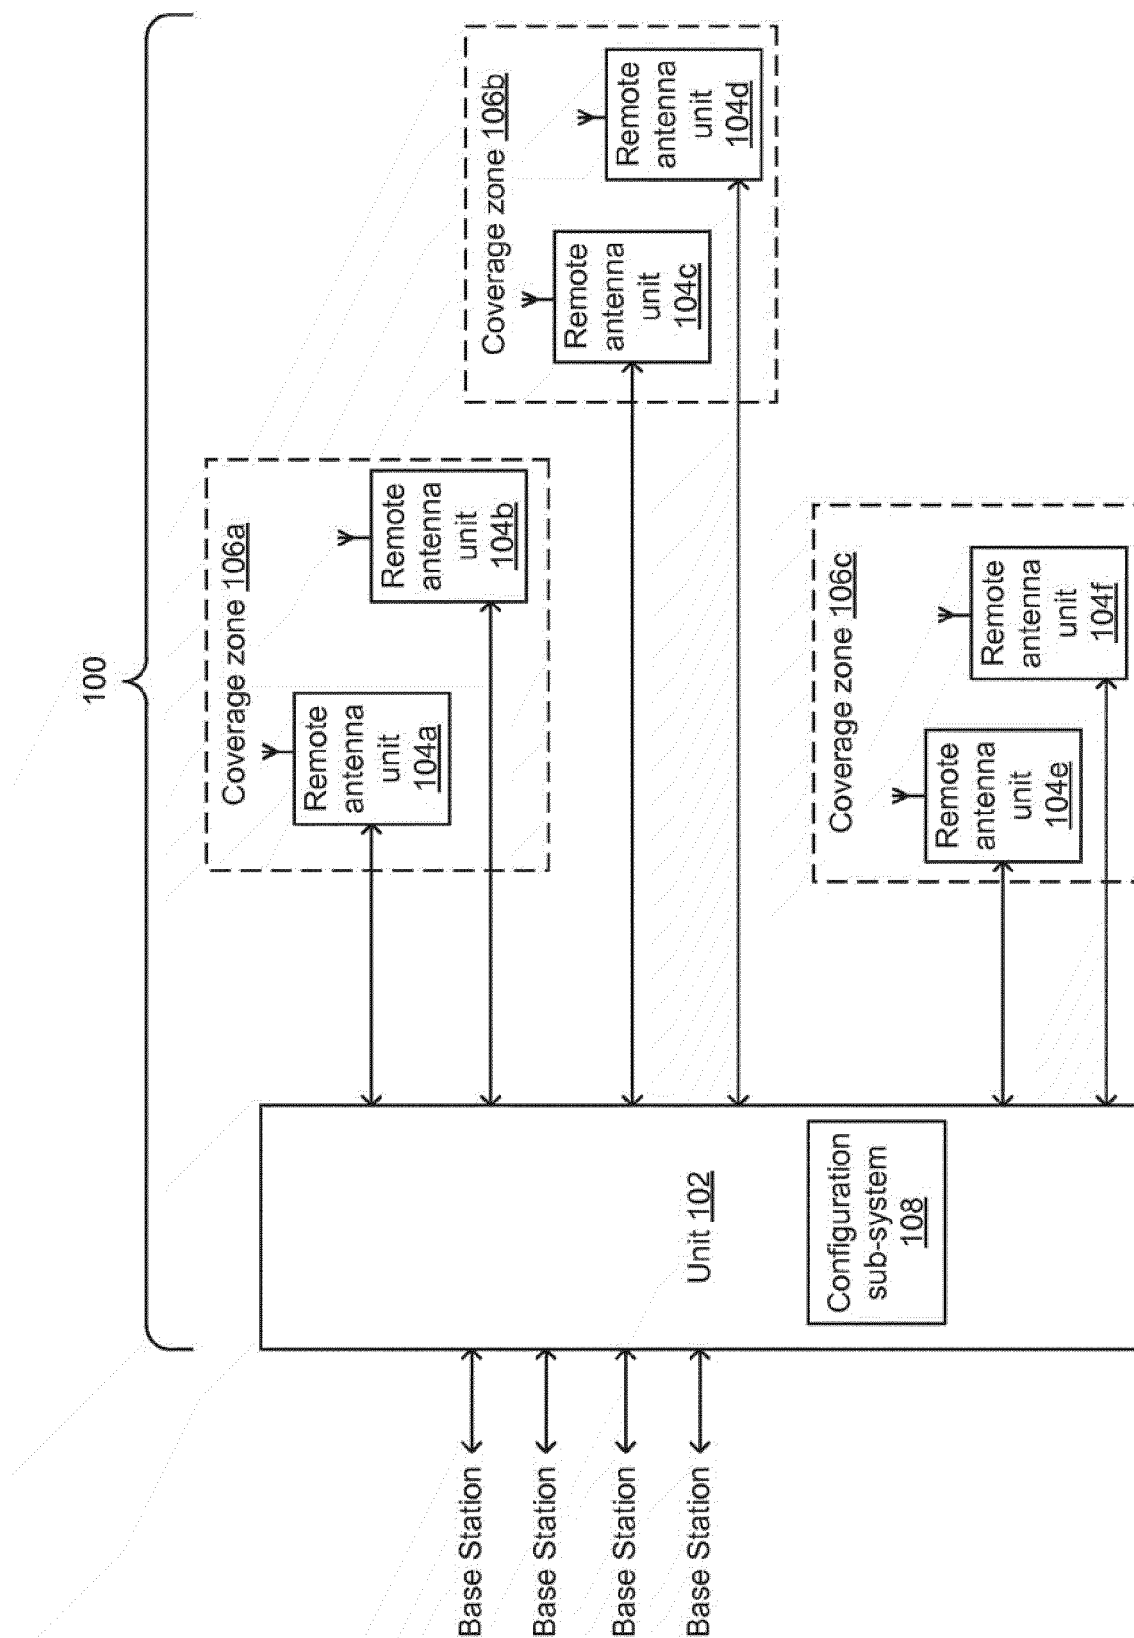 100
Coverage zone 106a
Remote
antenna
unit
104a
Remote
antenna
unit
104b
Coverage zone 106b
Remote
antenna
unit
104c
Remote
antenna
unit
104d
Coverage zone 106c
Remote
antenna
unit
104e
Remote
antenna
unit
104f
Unit 102
Configuration
sub-system
108
Base Station
Base Station
Base Station
Base Station